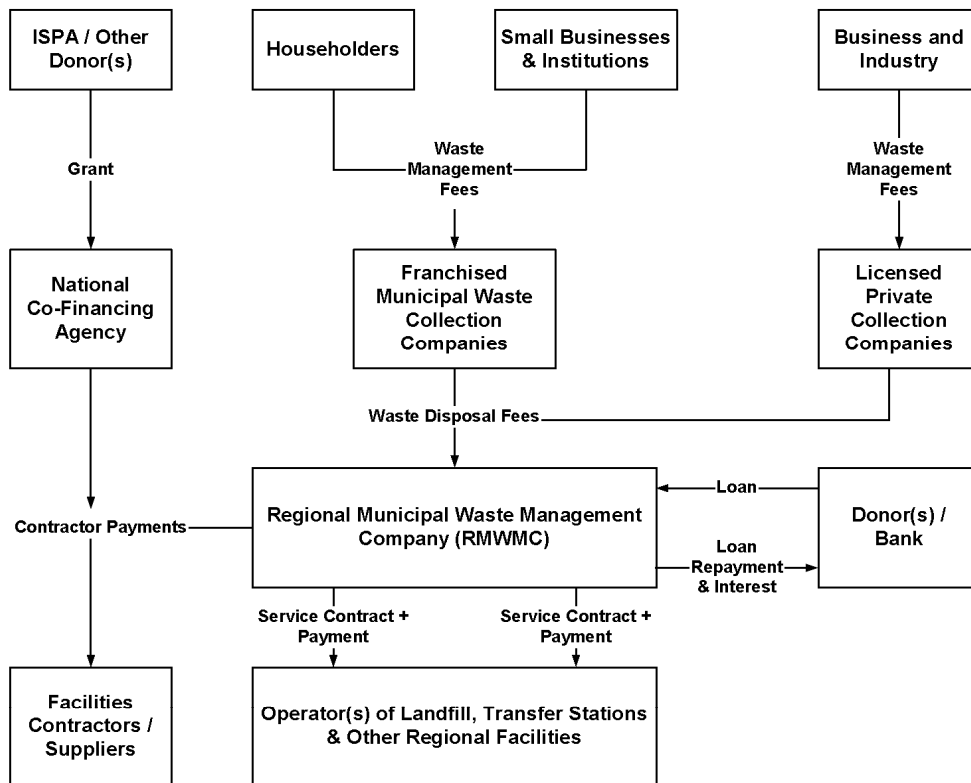 ISPA / Other
Donor(s)
Householders
Small Businesses
& Institutions
Business and
Industry
Grant
Waste
Management
Fees
Waste
Management
Fees
National
Co-Financing
Agency
Franchised
Municipal Waste
Collection
Companies
Licensed
Private
Collection
Companies
Waste Disposal Fees
Contractor Payments
Regional Municipal Waste Management
Company (RMWMC)
Loan
Loan
Repayment
& Interest
Donor(s) /
Bank
Service Contract +
Payment
Service Contract +
Payment
Facilities
Contractors /
Suppliers
Operator(s) of Landfill, Transfer Stations
& Other Regional Facilities